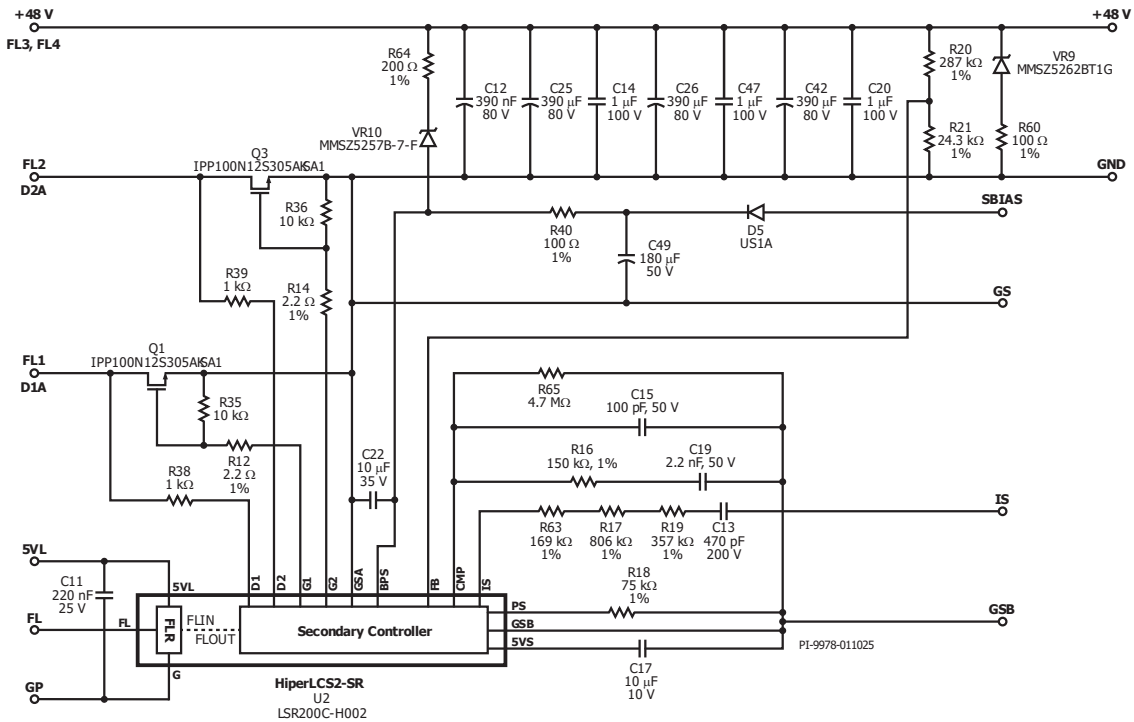 +48 V
FL3, FL4
+48 V
R64
200 Ω
1%
C12
390 nF
80 V
C25
390 μF
80 V
C14
1 μF
100 V
C26
390 μF
80 V
C47
1 μF
100 V
C42
390 μF
80 V
C20
1 μF
100 V
R20
287 kΩ
1%
VR9
MMSZ5262BT1G
VR10
MMSZ5257B-7-F
R21
24.3 kΩ
1%
R60
100 Ω
1%
FL2
D2A
Q3
IPP100N12S305AKSA1
GND
R36
10 kΩ
SBIAS
R40
100 Ω
1%
D5
US1A
C49
180 μF
50 V
R39
1 kΩ
R14
2.2 Ω
1%
GS
FL1
D1A
Q1
IPP100N12S305AKSA1
R35
10 kΩ
R65
4.7 MΩ
C15
100 pF, 50 V
R12
2.2 Ω
1%
C22
10 μF
35 V
R16
150 kΩ, 1%
C19
2.2 nF, 50 V
R38
1 kΩ
IS
R63
169 kΩ
1%
R17
806 kΩ
1%
R19
357 kΩ
1%
C13
470 pF
200 V
5VL
C11
220 nF
25 V
5VL
D1
D2
G1
G2
GSA
BPS
FB
CMP
IS
R18
75 kΩ
1%
PS
FL
FL
FLR
FLIN
FLOUT
Secondary Controller
GSB
GSB
5VS
PI-9978-011025
G
C17
10 μF
10 V
GP
HiperLCS2-SR
U2
LSR200C-H002